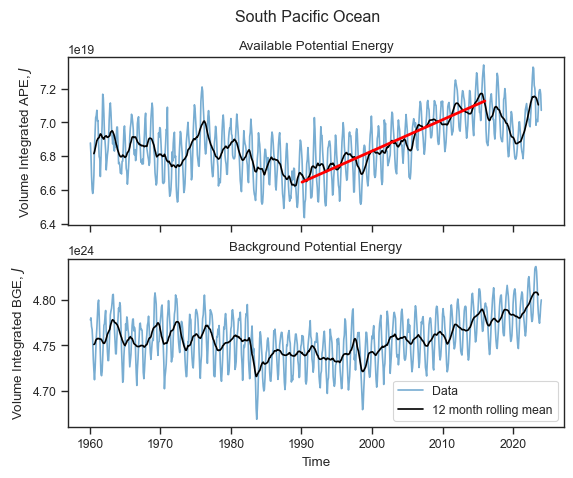 South Pacific Ocean
Available Potential Energy
1e19
7.2
7.0
6.8
6.6
6.4
Volume Integrated APE, J
Background Potential Energy
1e24
4.80
4.75
4.70
Volume Integrated BGE, J
Data
12 month rolling mean
1960 1970 1980 1990 2000 2010 2020
Time